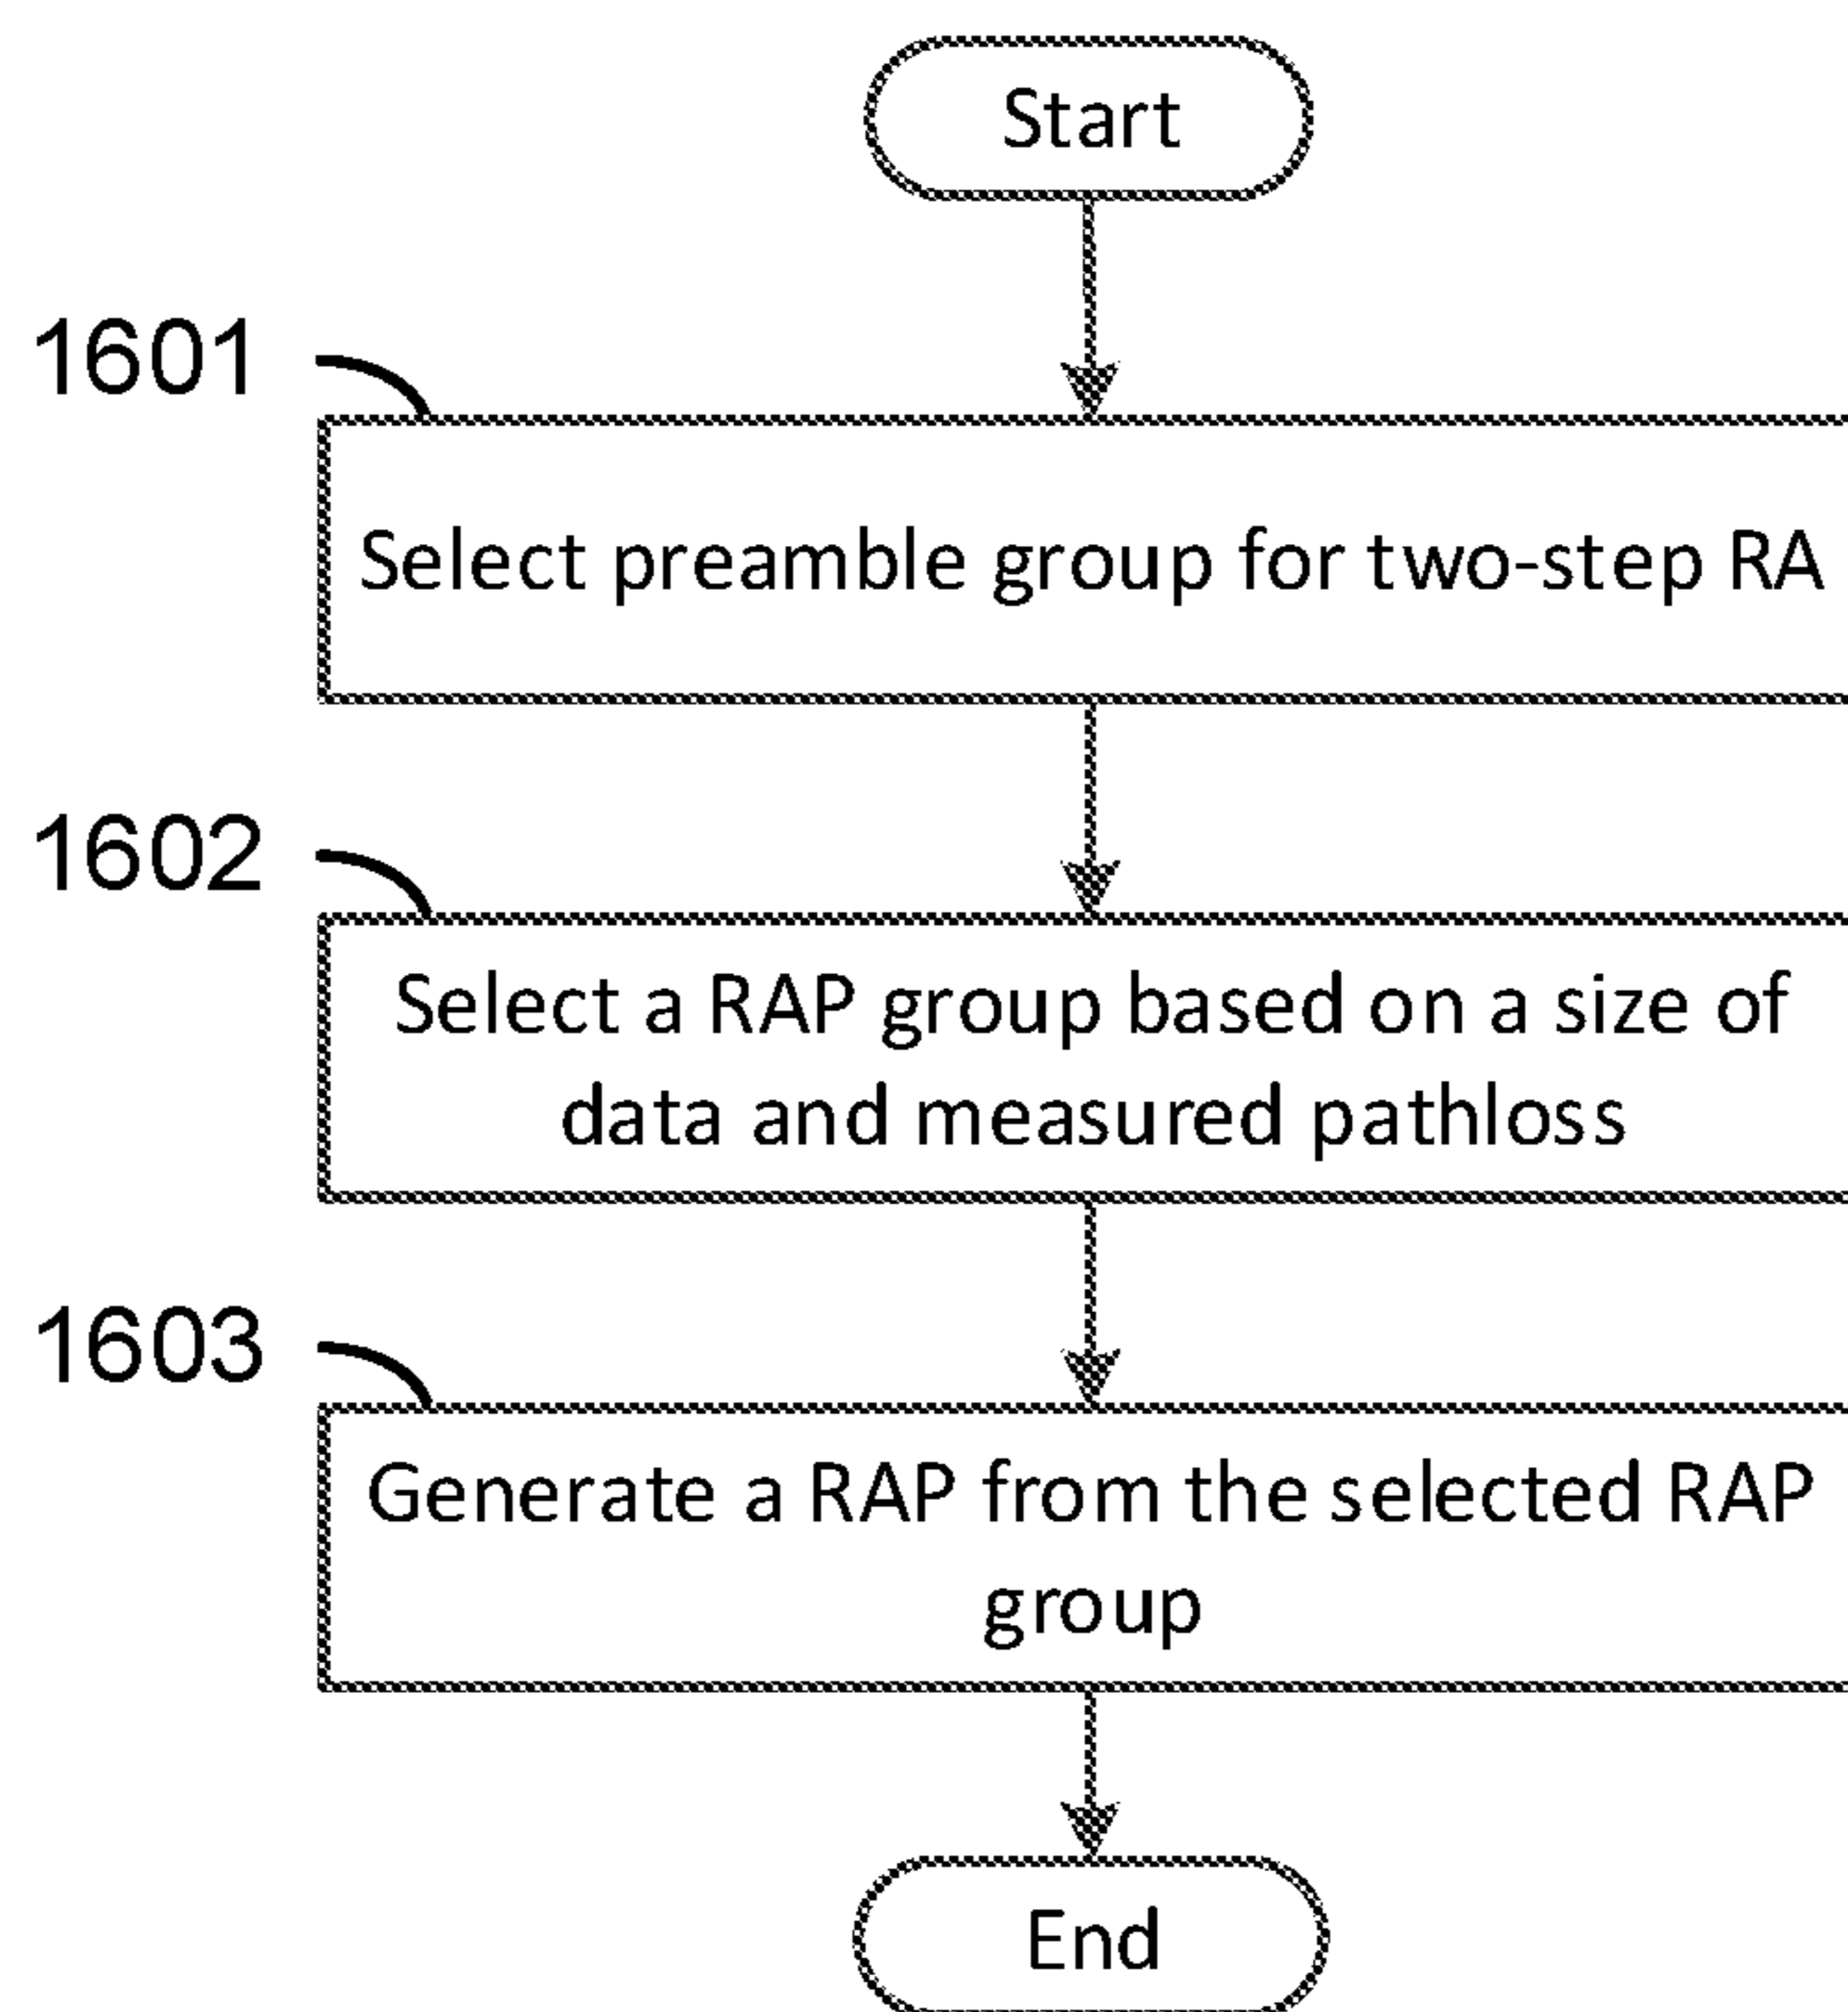 Start
1601
Select preamble group for two-step RA
1602
Select a RAP group based on a size of
data and measured pathloss
1603
Generate a RAP from the selected RAP
group
End